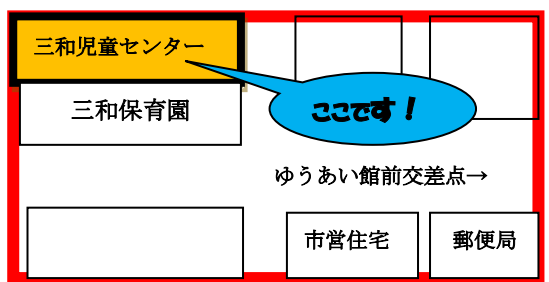 三和児童センター
三和保育園
ここです！
ゆうあい館前交差点→
市営住宅
郵便局